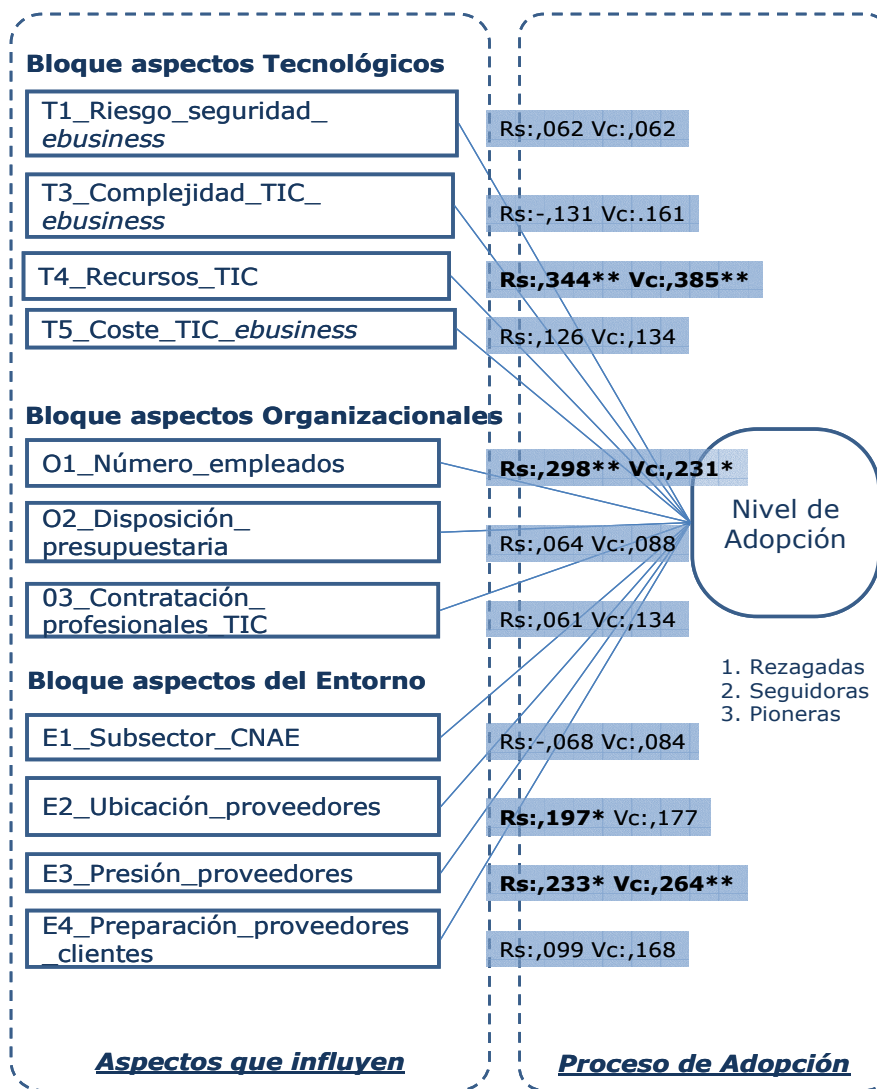 Bloque aspectos Tecnológicos
T1_Riesgo_seguridad_
ebusiness
Rs:,062 Vc:,062
T3_Complejidad_TIC_
ebusiness
Rs:-,131 Vc:.161
T4_Recursos_TIC
Rs:,344** Vc:,385**
T5_Coste_TIC_ebusiness
Rs:,126 Vc:,134
Bloque aspectos Organizacionales
O1_Número_empleados
Rs:,298** Vc:,231*
O2_Disposición_
presupuestaria
Rs:,064 Vc:,088
03_Contratación_
profesionales_TIC
Rs:,061 Vc:,134
Nivel de
Adopción
1. Rezagadas
2. Seguidoras
3. Pioneras
Bloque aspectos del Entorno
E1_Subsector_CNAE
Rs:-,068 Vc:,084
E2_Ubicación_proveedores
Rs:,197* Vc:,177
E3_Presión_proveedores
Rs:,233* Vc:,264**
E4_Preparación_proveedores
_clientes
Rs:,099 Vc:,168
Aspectos que influyen
Proceso de Adopción